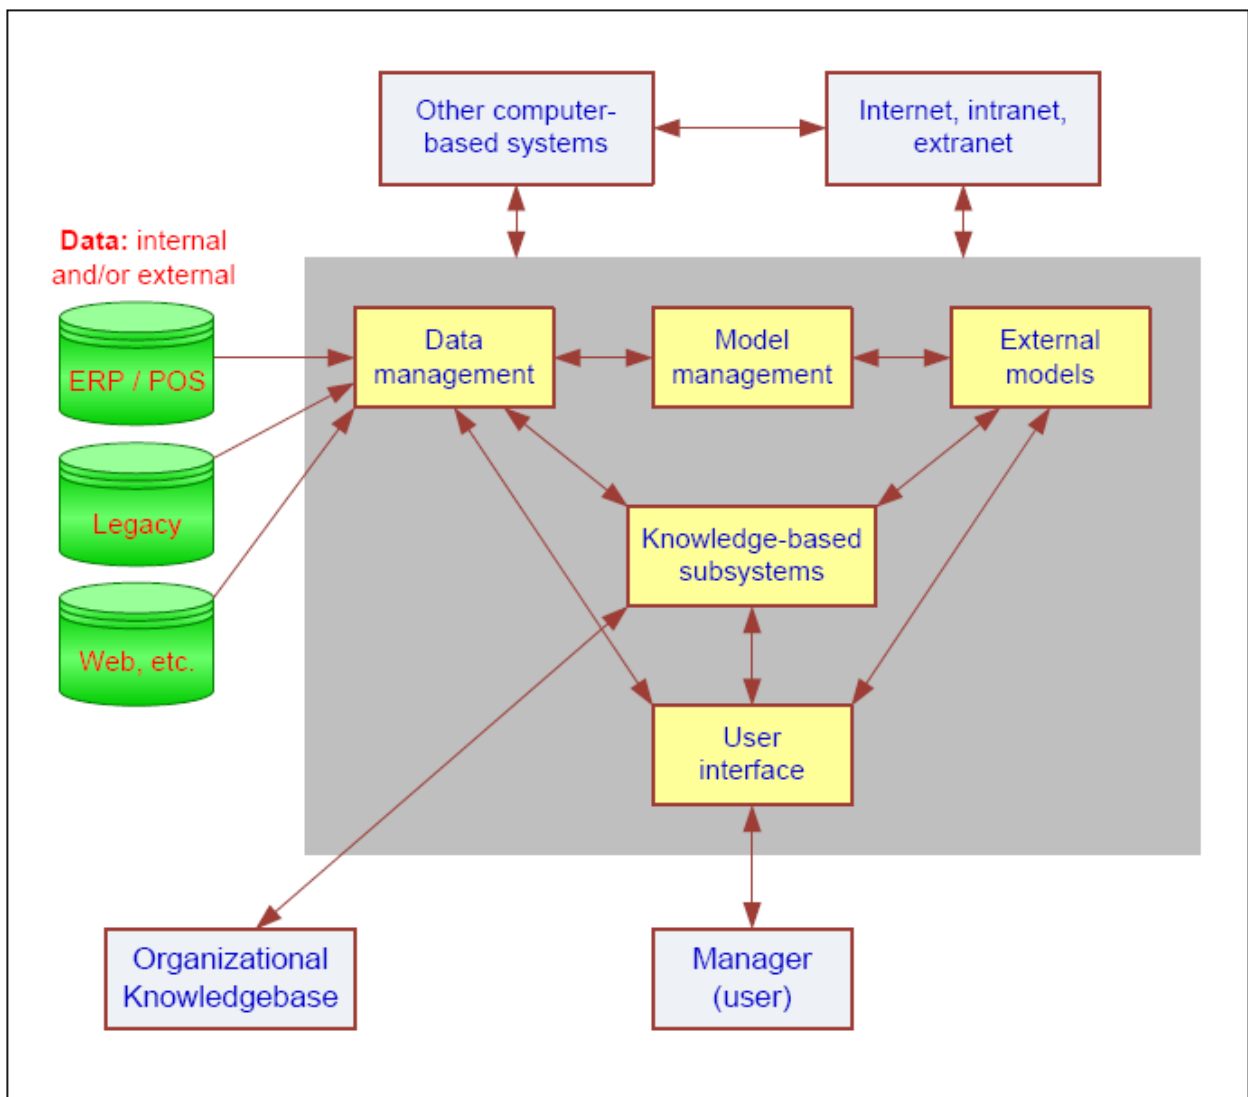 Other computer-
based systems
Internet, intranet,
extranet
Data: internal
and/or external
ERP / POS
Legacy
Web, etc.
Data
management
Model
management
External
models
Knowledge-based
subsystems
User
interface
Organizational
Knowledgebase
Manager
(user)